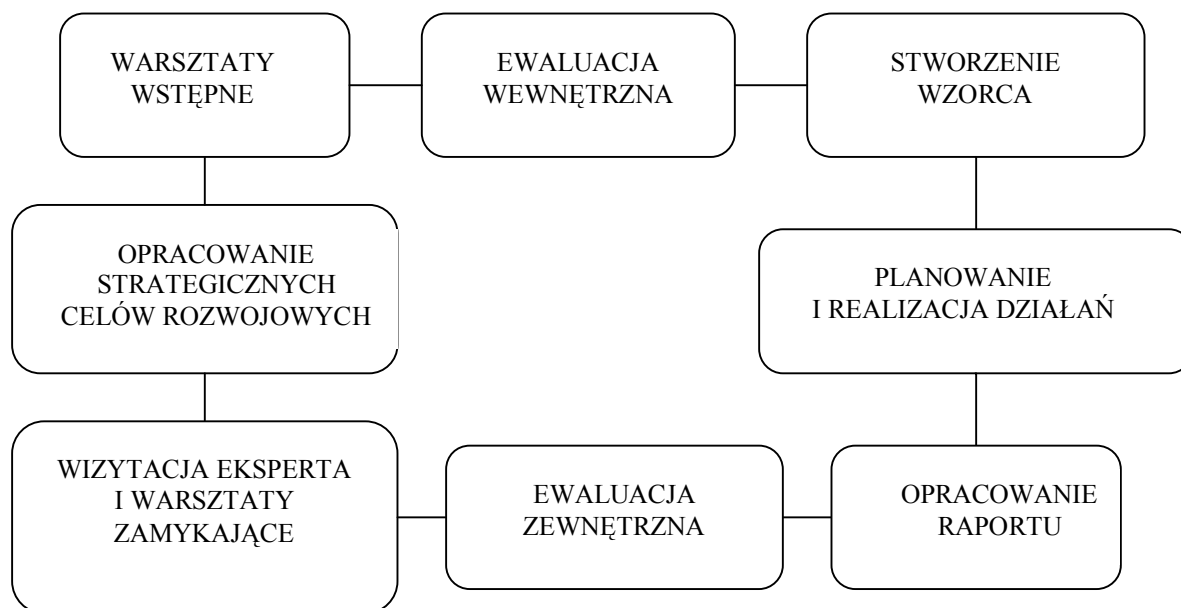 WARSZTATY
WSTĘPNE
EWALUACJA
WEWNĘTRZNA
STWORZENIE
WZORCA
OPRACOWANIE
STRATEGICZNYCH
CELÓW ROZWOJOWYCH
PLANOWANIE
I REALIZACJA DZIAŁAŃ
WIZYTACJA EKSPERTA
I WARSZTATY
ZAMYKAJĄCE
EWALUACJA
ZEWNĘTRZNA
OPRACOWANIE
RAPORTU